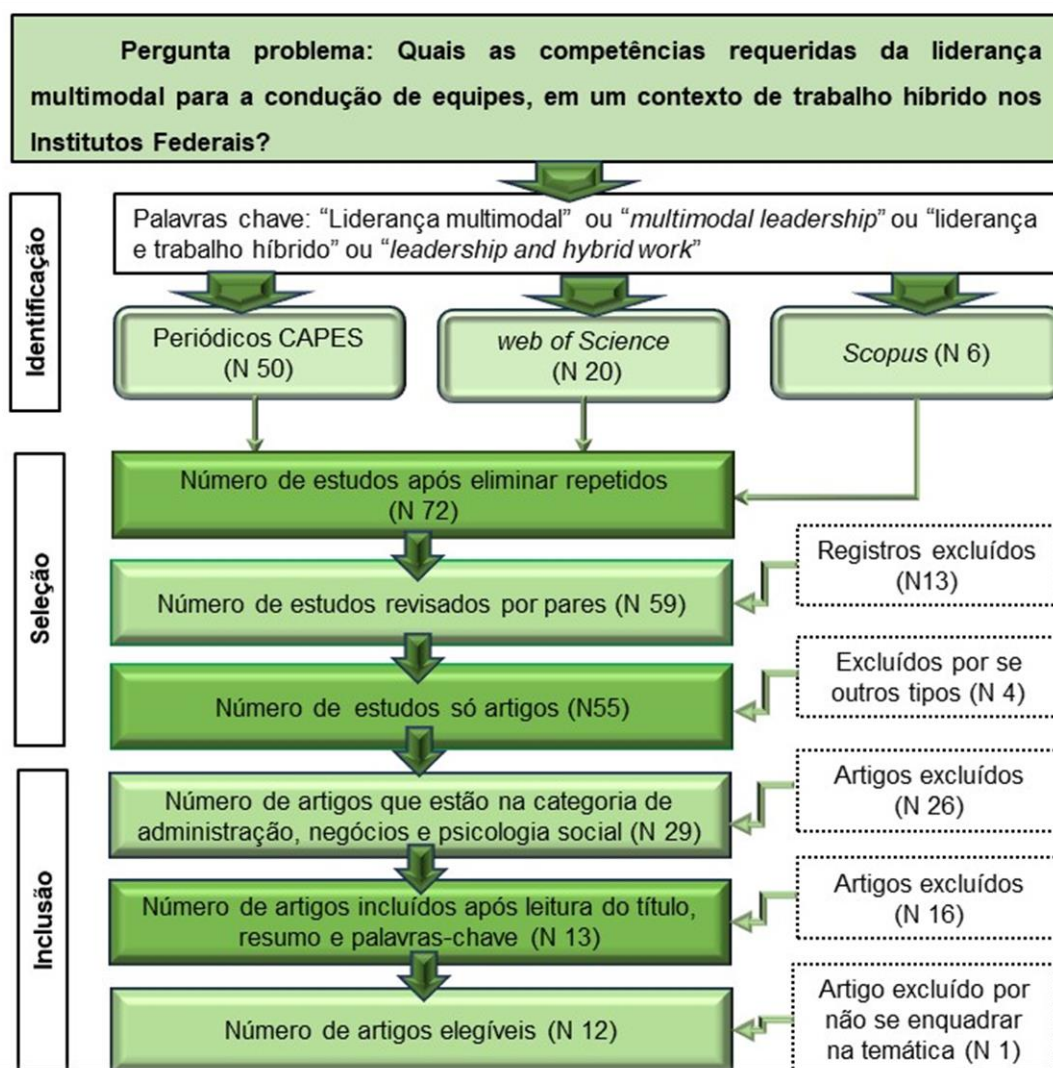 Pergunta problema: Quais as competências requeridas da liderança
multimodal para a condução de equipes, em um contexto de trabalho híbrido nos
Institutos Federais?
Identificação
Palavras chave: “Liderança multimodal” ou “multimodal leadership” ou “liderança
e trabalho híbrido” ou “leadership and hybrid work”
Periódicos CAPES
(N 50)
web of Science
(N 20)
Scopus (N 6)
Seleção
Número de estudos após eliminar repetidos
(N 72)
Registros excluídos
(N13)
Número de estudos revisados por pares (N 59)
Excluídos por se
outros tipos (N 4)
Número de estudos só artigos (N55)
Inclusão
Artigos excluídos
(N 26)
Número de artigos que estão na categoria de
administração, negócios e psicologia social (N 29)
Artigos excluídos
(N 16)
Número de artigos incluídos após leitura do título,
resumo e palavras-chave (N 13)
Artigo excluído por
não se enquadrar
na temática (N 1)
Número de artigos elegíveis (N 12)